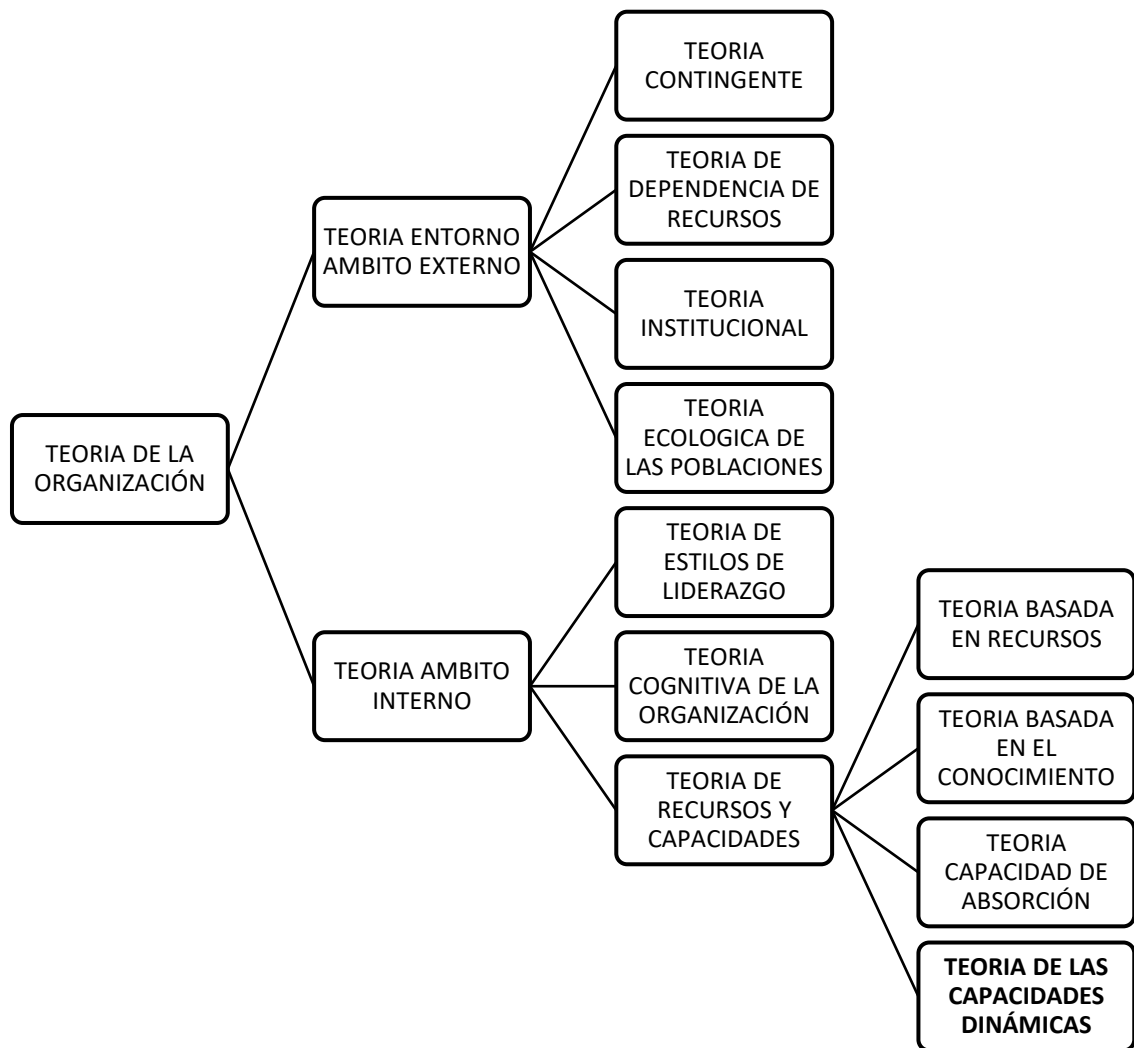 TEORIA
CONTINGENTE
TEORIA DE
DEPENDENCIA DE
RECURSOS
TEORIA ENTORNO
AMBITO EXTERNO
TEORIA
INSTITUCIONAL
TEORIA
ECOLOGICA DE
LAS POBLACIONES
TEORIA DE LA
ORGANIZACIÓN
TEORIA DE
ESTILOS DE
LIDERAZGO
TEORIA AMBITO
INTERNO
TEORIA
COGNITIVA DE LA
ORGANIZACIÓN
TEORIA DE
RECURSOS Y
CAPACIDADES
TEORIA BASADA
EN RECURSOS
TEORIA BASADA
EN EL
CONOCIMIENTO
TEORIA
CAPACIDAD DE
ABSORCIÓN
TEORIA DE LAS
CAPACIDADES
DINÁMICAS